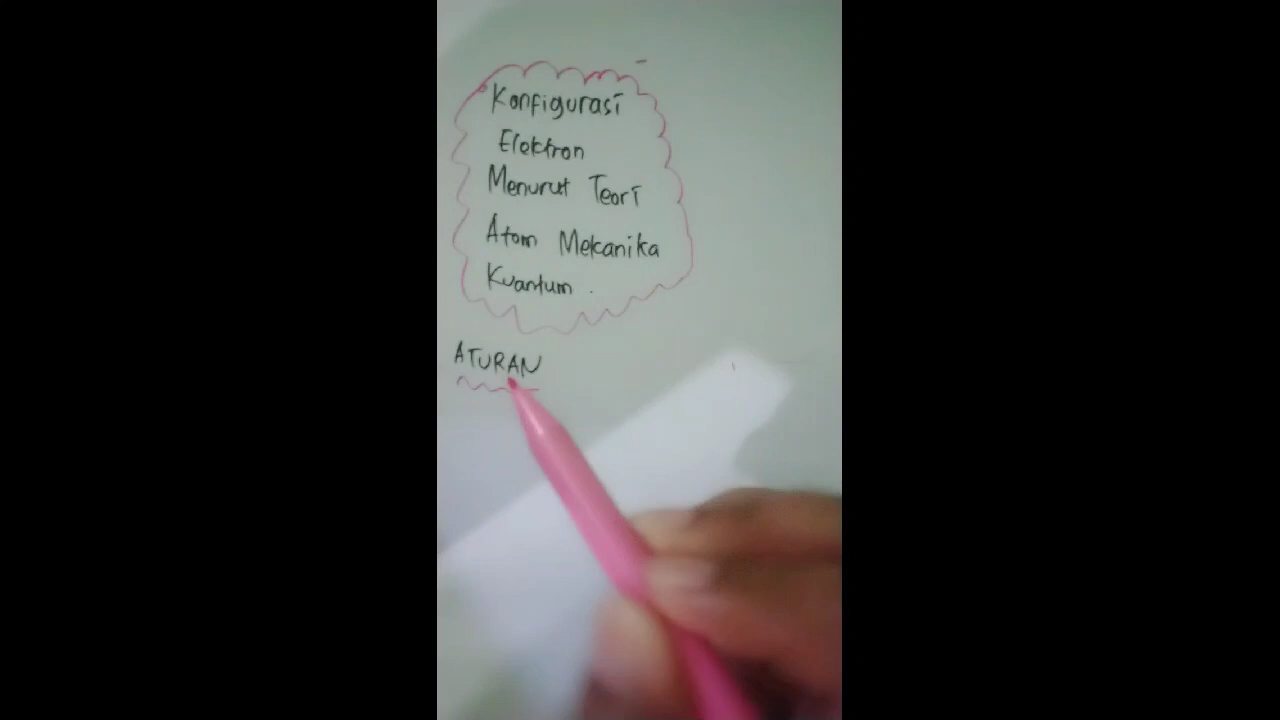 Konfigurasi
Elektron
Menurut Teori
Atom Mekanika
Kuantum.
ATURAN